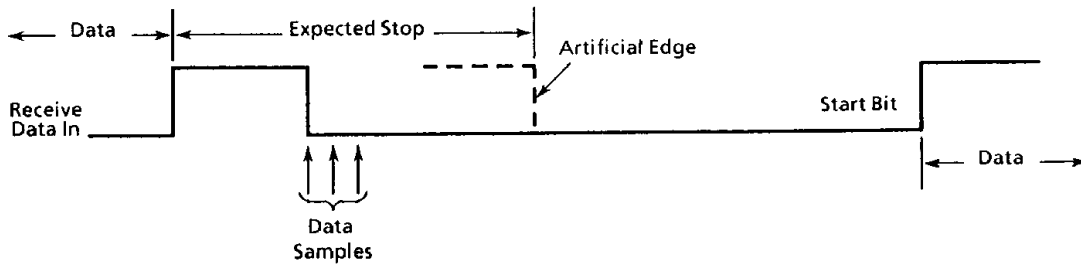 Data
Expected Stop
Artificial Edge
Receive
Data In
Start Bit
Data
Data
Samples